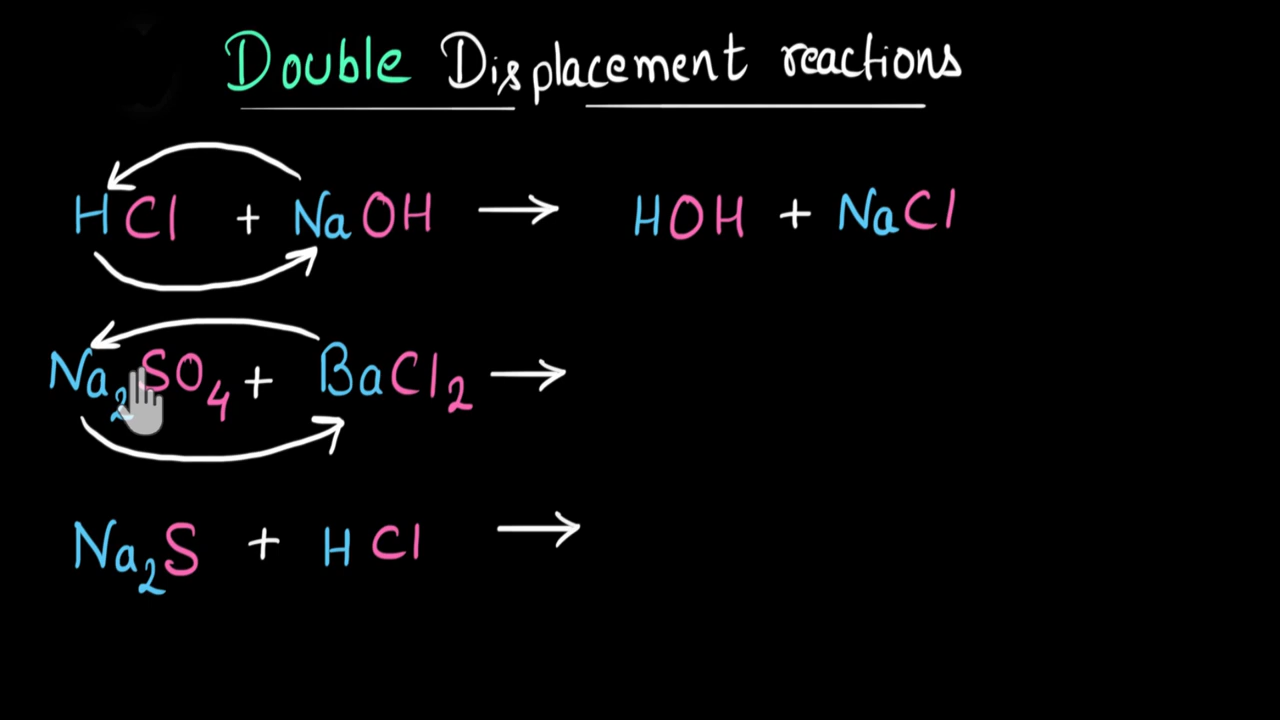 Double Displacement reactions
HCl + NaOH → HOH + NaCl
Na₂SO₄ + BaCl₂ →
Na₂S + HCl →